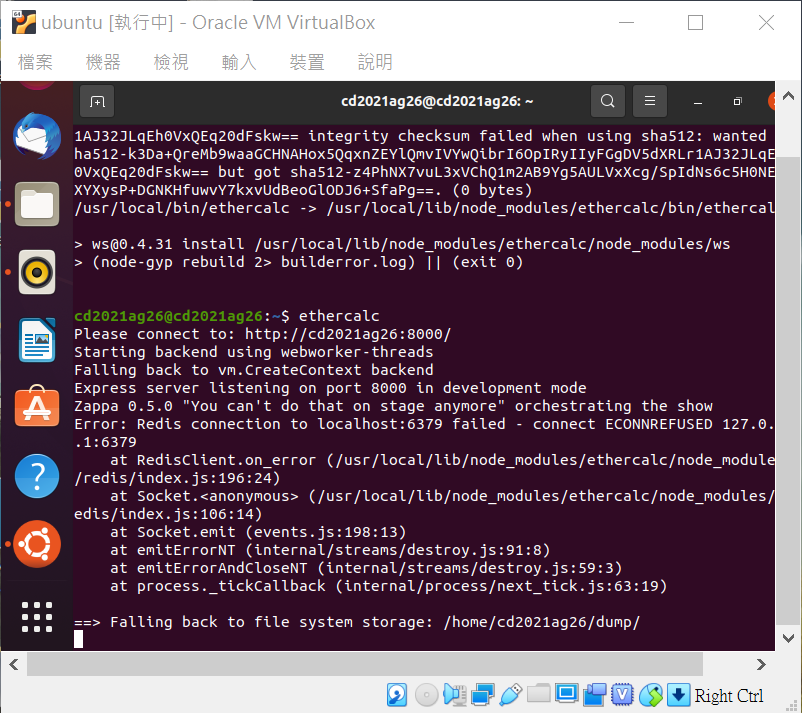 ubuntu [執行中] - Oracle VM VirtualBox
檔案 機器 檢視 輸入 裝置 說明
cd2021ag26@cd2021ag26: ~
1AJ32JLqEh0VxQEq20dFskw== integrity checksum failed when using sha512: wanted
ha512-k3Da+QreMb9waaGCHNAHox5QqxnZEYlQmvIVYwQibrI6OpIRyIIyFGgDV5dXRLr1AJ32JLqE
0VxQEq20dFskw== but got sha512-z4PhNX7vuL3xVChQ1m2AB9Yg5AULVxXcg/SpIdNs6c5H0NE
XYXysP+DGNKHfuwvY7kxvUdBeoGlODJ6+SfaPg==. (0 bytes)
/usr/local/bin/ethercalc -> /usr/local/lib/node_modules/ethercalc/bin/ethercal
> ws@0.4.31 install /usr/local/lib/node_modules/ethercalc/node_modules/ws
> (node-gyp rebuild 2> builderror.log) || (exit 0)
cd2021ag26@cd2021ag26:~$ ethercalc
Please connect to: http://cd2021ag26:8000/
Starting backend using webworker-threads
Falling back to vm.CreateContext backend
Express server listening on port 8000 in development mode
Zappa 0.5.0 "You can't do that on stage anymore" orchestrating the show
Error: Redis connection to localhost:6379 failed - connect ECONNREFUSED 127.0.
.1:6379
at RedisClient.on_error (/usr/local/lib/node_modules/ethercalc/node_module
/redis/index.js:196:24)
at Socket.<anonymous> (/usr/local/lib/node_modules/ethercalc/node_modules/
edis/index.js:106:14)
at Socket.emit (events.js:198:13)
at emitErrorNT (internal/streams/destroy.js:91:8)
at emitErrorAndCloseNT (internal/streams/destroy.js:59:3)
at process._tickCallback (internal/process/next_tick.js:63:19)
==> Falling back to file system storage: /home/cd2021ag26/dump/
Right Ctrl